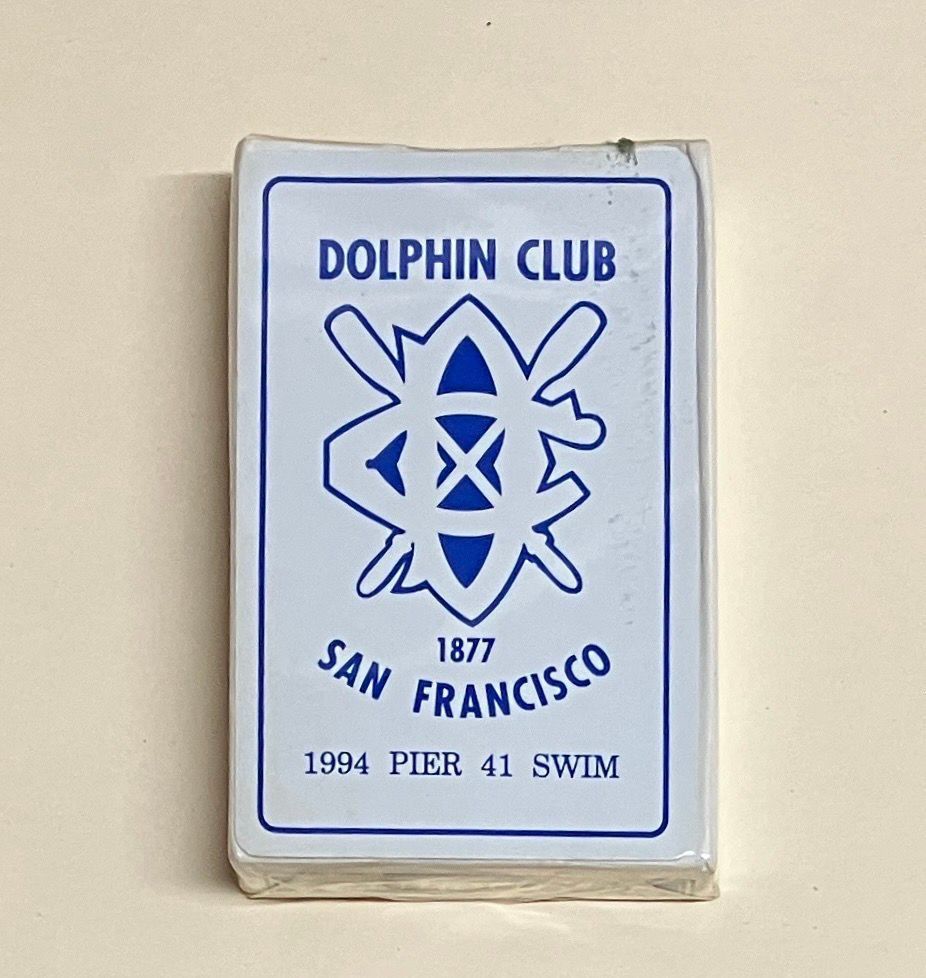 DOLPHIN CLUB
1877
SAN FRANCISCO
1994 PIER 41 SWIM